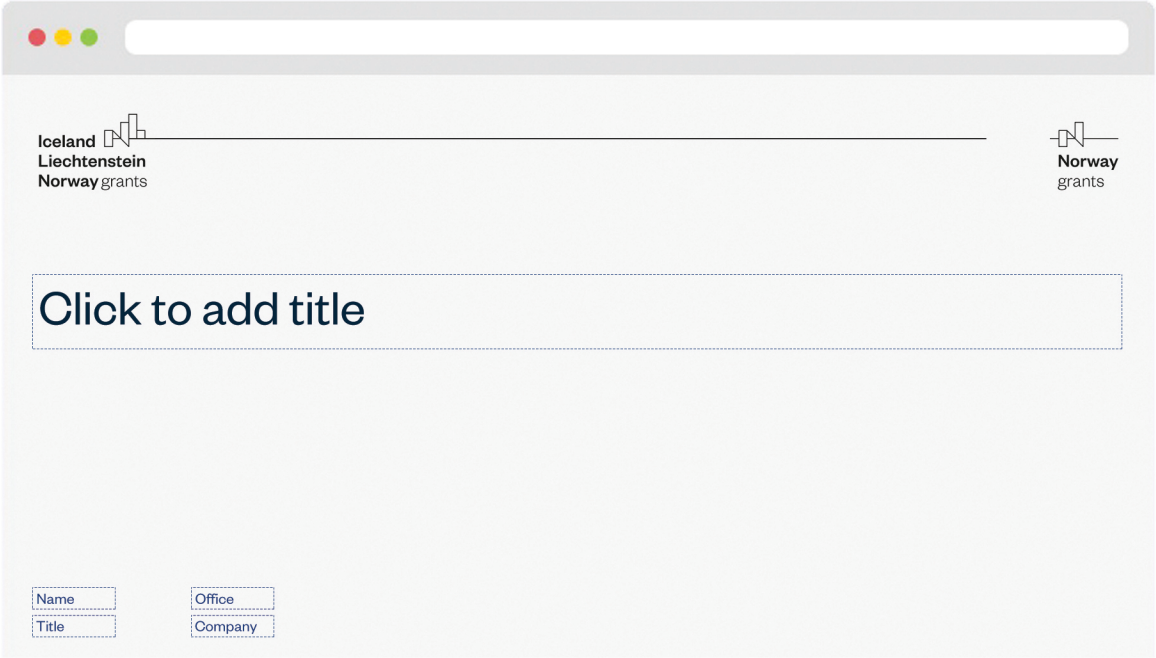 Iceland
Liechtenstein
Norway grants
Norway
grants
Click to add title
Name
Office
Title
Company